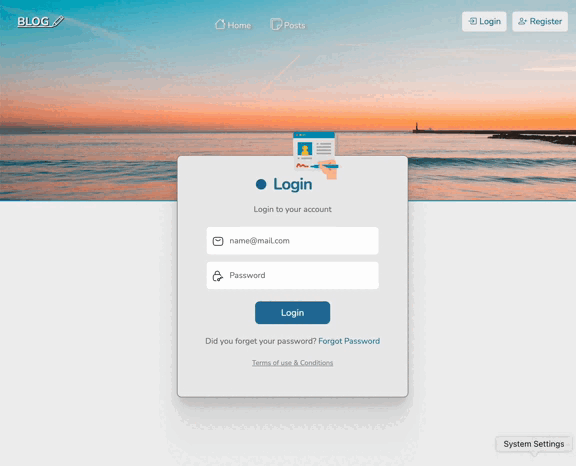 BLOG
Home
Posts
Login
Register
Login
Login to your account
name@mail.com
Password
Login
Did you forget your password? Forgot Password
Terms of use & Conditions
System Settings